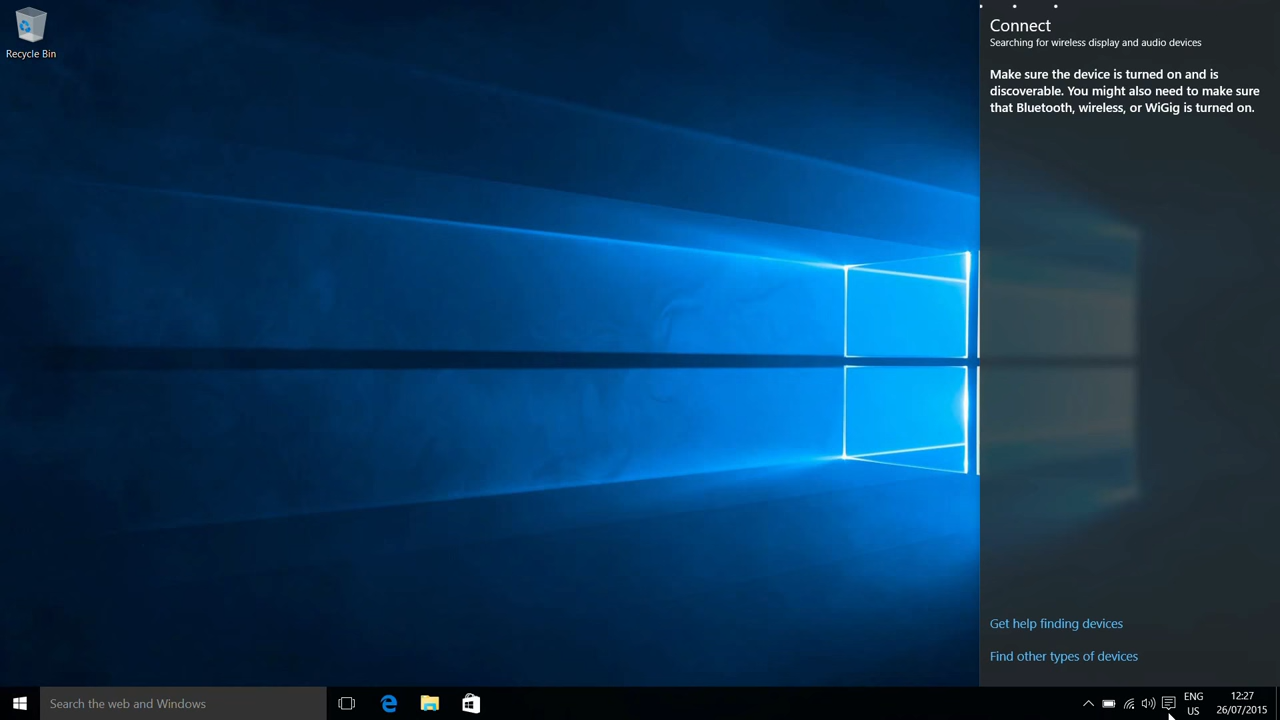 Recycle Bin
Connect
Searching for wireless display and audio devices
Make sure the device is turned on and is
discoverable. You might also need to make sure
that Bluetooth, wireless, or WiGig is turned on.
Get help finding devices
Find other types of devices
Search the web and Windows
ENG
US
12:27
26/07/2015